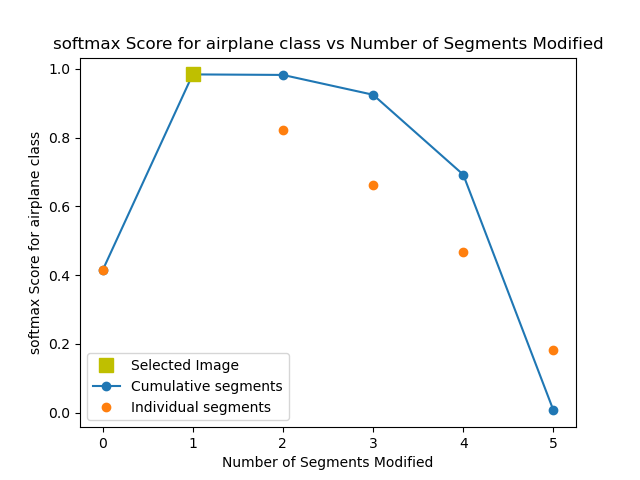 softmax Score for airplane class vs Number of Segments Modified
softmax Score for airplane class
1.0
0.8
0.6
0.4
0.2
0.0
Selected Image
Cumulative segments
Individual segments
0 1 2 3 4 5
Number of Segments Modified